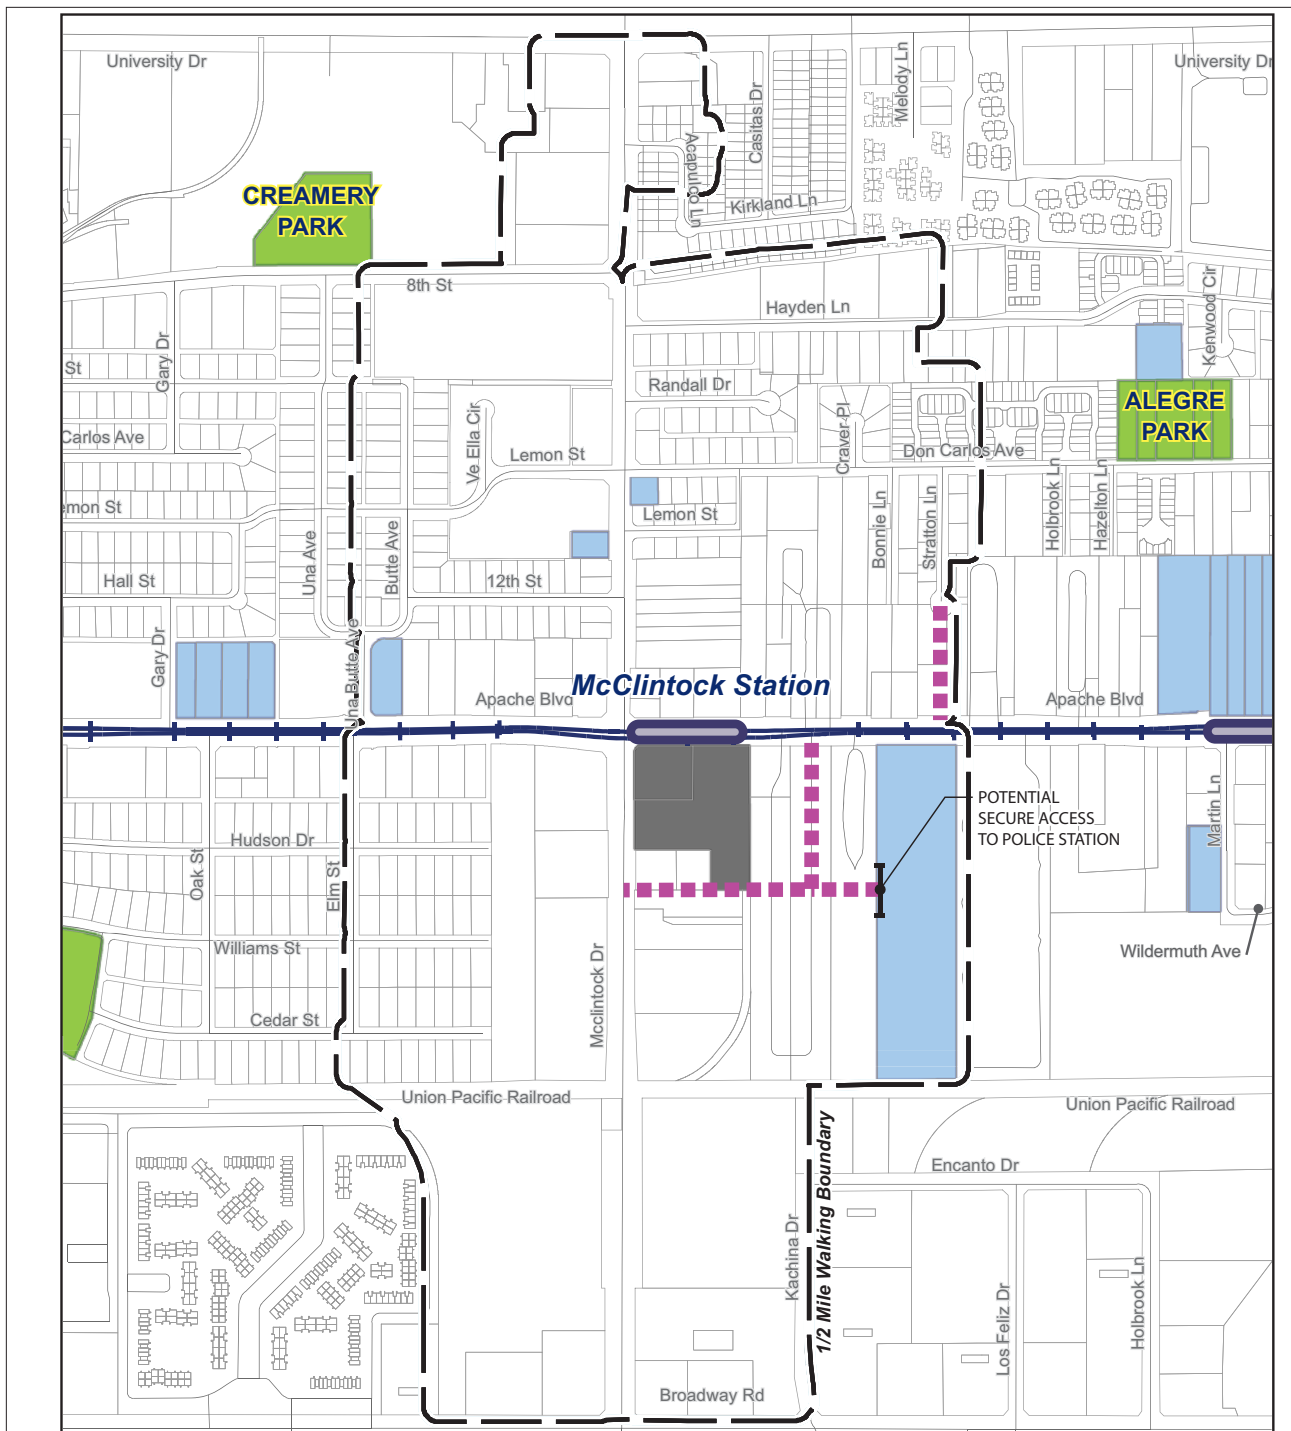 University Dr
University Dr
Melody Ln
Casitas Dr
Acapulco Ln
CREAMERY
PARK
Kirkland Ln
8th St
Hayden Ln
Kenwood Cir
Gary Dr
St
Randall Dr
ALEGRE
PARK
Carlos Ave
Ve Ella Cir
Craver Pl
Lemon St
Don Carlos Ave
emon St
Lemon St
Bonnie Ln
Stratton Ln
Holbrook Ln
Hazelton Ln
Una Ave
Butte Ave
Hall St
12th St
Gary Dr
Una Butte Ave
McClintock Station
Apache Blvd
Apache Blvd
POTENTIAL
SECURE ACCESS
TO POLICE STATION
Martin Ln
Hudson Dr
Oak St
Elm St
Williams St
Mcclintock Dr
Wildermuth Ave
Cedar St
Union Pacific Railroad
Union Pacific Railroad
1/2 Mile Walking Boundary
Encanto Dr
Kachina Dr
Los Feliz Dr
Holbrook Ln
Broadway Rd